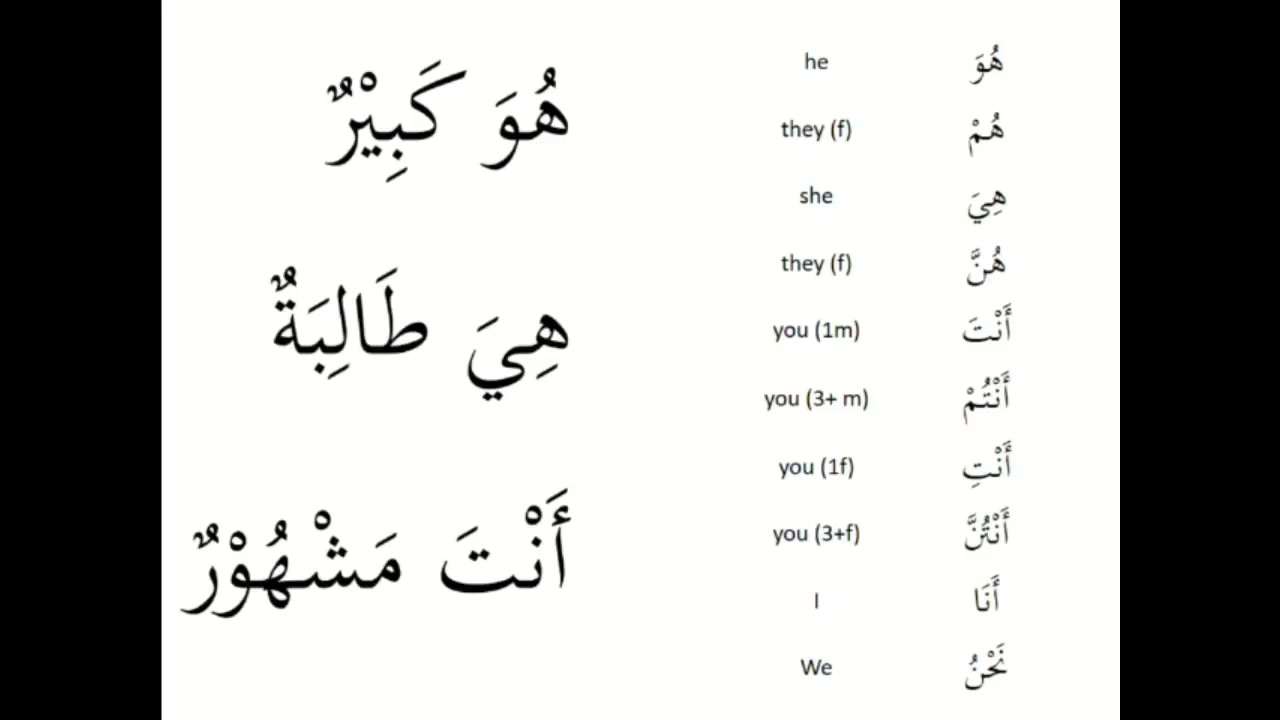 هُوَ كَبِيْرٌ
هِيَ طَالِبَةٌ
أَنْتَ مَشْهُوْرٌ
he هُوَ
they (f) هُمْ
she هِيَ
they (f) هُنَّ
you (1m) أَنْتَ
you (3+ m) أَنْتُمْ
you (1f) أَنْتِ
you (3+f) أَنْتُنَّ
I أَنَا
We نَحْنُ